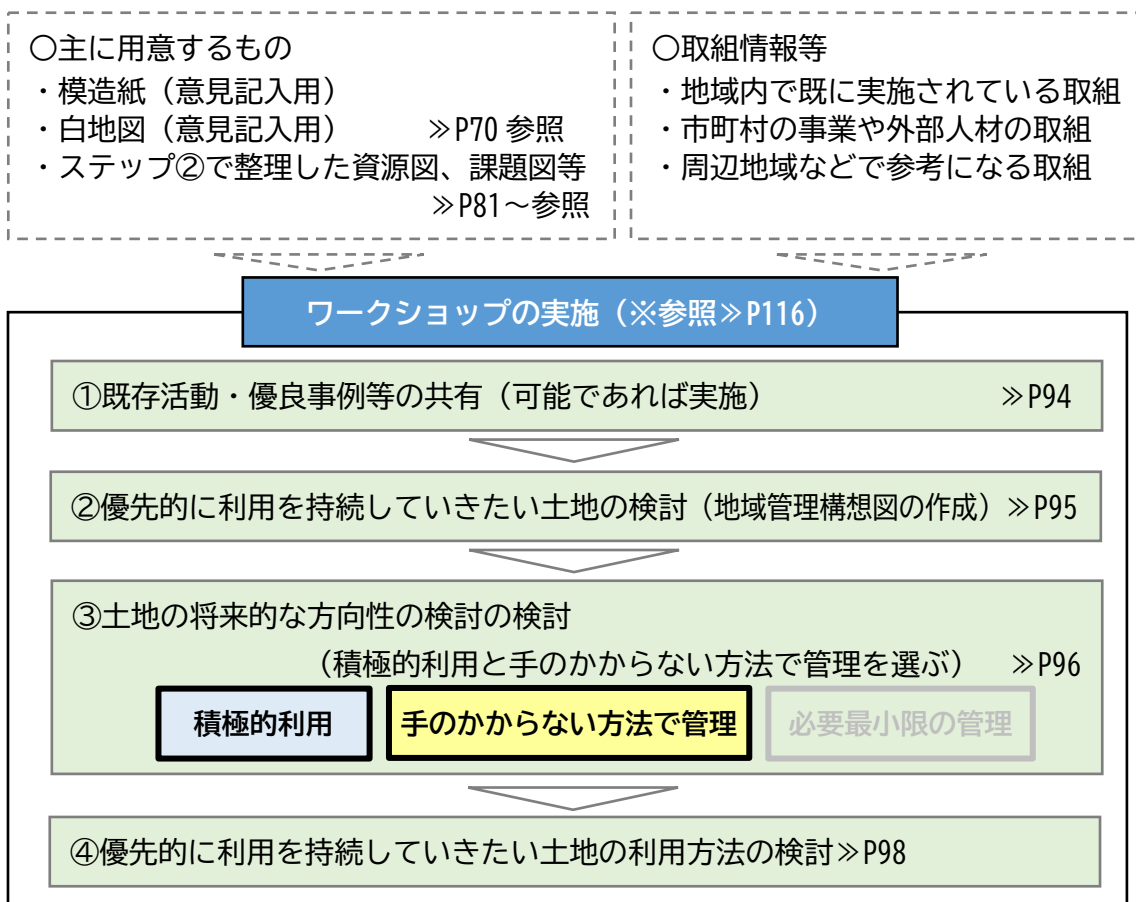 ○主に用意するもの
・模造紙（意見記入用）
・白地図（意見記入用） ≫P70 参照
・ステップ②で整理した資源図、課題図等
≫P81～参照
○取組情報等
・地域内で既に実施されている取組
・市町村の事業や外部人材の取組
・周辺地域などで参考になる取組
ワークショップの実施（※参照≫P116）
①既存活動・優良事例等の共有（可能であれば実施） ≫P94
②優先的に利用を持続していきたい土地の検討（地域管理構想図の作成）≫P95
③土地の将来的な方向性の検討の検討
（積極的利用と手のかからない方法で管理を選ぶ） ≫P96
積極的利用 手のかからない方法で管理 必要最小限の管理
④優先的に利用を持続していきたい土地の利用方法の検討≫P98